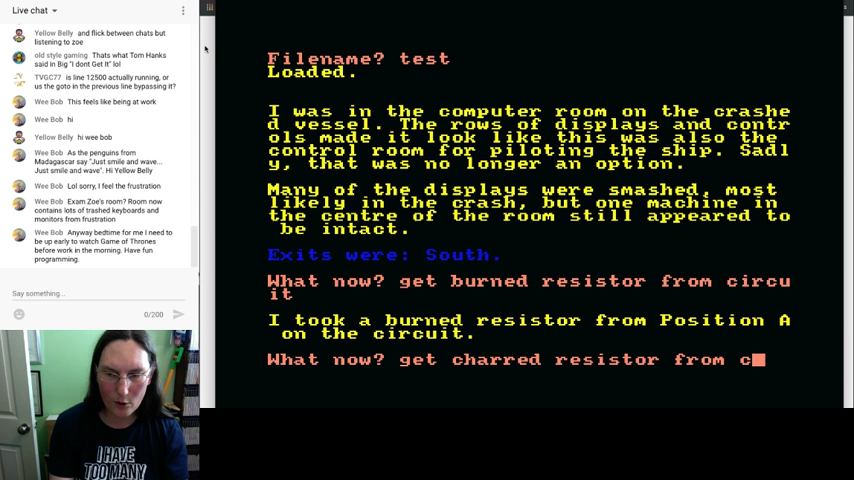 Live chat
Yellow Belly and flick between chats but
listening to zoe
old style gaming Thats what Tom Hanks
said in Big "I dont Get It" lol
TVGC77 is line 12500 actually running, or
us the goto in the previous line bypassing it?
Wee Bob This feels like being at work
Wee Bob hi
Yellow Belly hi wee bob
Wee Bob As the penguins from
Madagascar say "Just smile and wave...
Just smile and wave". Hi Yellow Belly
Wee Bob Lol sorry, I feel the frustration
Wee Bob Exam Zoe's room? Room now
contains lots of trashed keyboards and
monitors from frustration
Wee Bob Anyway bedtime for me I need to
be up early to watch Game of Thrones
before work in the morning. Have fun
programming.
Say something...
0/200
I HAVE
TOO MANY
Filename? test
Loaded.
I was in the computer room on the crashe
d vessel. The rows of displays and contr
ols made it look like this was also the
control room for piloting the ship. Sadl
y, that was no longer an option.
Many of the displays were smashed, most
likely in the crash, but one machine in
the centre of the room still appeared to
be intact.
Exits were: South.
What now? get burned resistor from circu
it
I took a burned resistor from Position A
on the circuit.
What now? get charred resistor from c